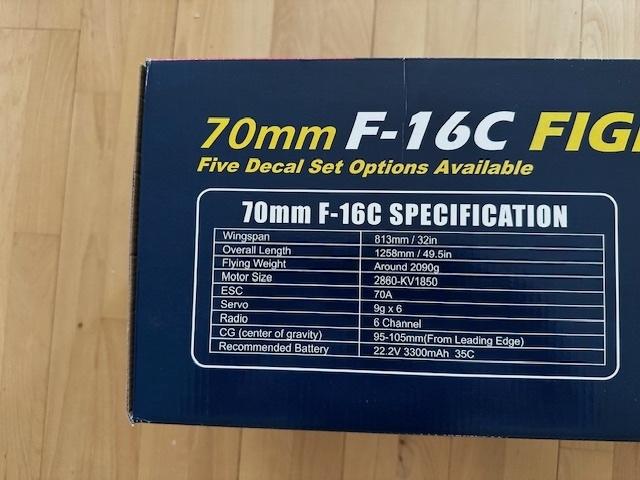 70mm F-16C FIG
Five Decal Set Options Available
70mm F-16C SPECIFICATION
Wingspan 813mm / 32in
Overall Length 1258mm / 49.5in
Flying Weight Around 2090g
Motor Size 2860-KV1850
ESC 70A
Servo 9g x 6
Radio 6 Channel
CG (center of gravity) 95-105mm(From Leading Edge)
Recommended Battery 22.2V 3300mAh 35C